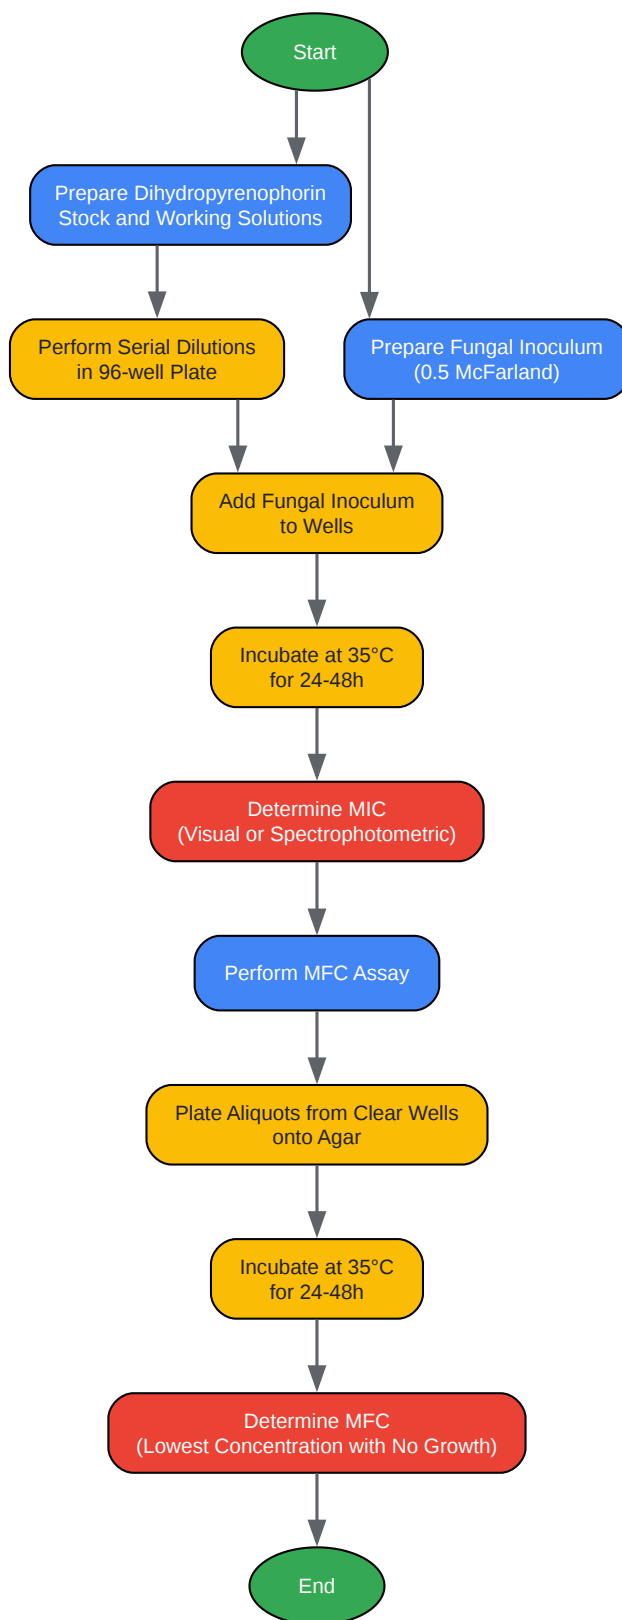 Start
Prepare Dihydropyrenophorin
Stock and Working Solutions
Perform Serial Dilutions
in 96-well Plate
Prepare Fungal Inoculum
(0.5 McFarland)
Add Fungal Inoculum
to Wells
Incubate at 35°C
for 24-48h
Determine MIC
(Visual or Spectrophotometric)
Perform MFC Assay
Plate Aliquots from Clear Wells
onto Agar
Incubate at 35°C
for 24-48h
Determine MFC
(Lowest Concentration with No Growth)
End